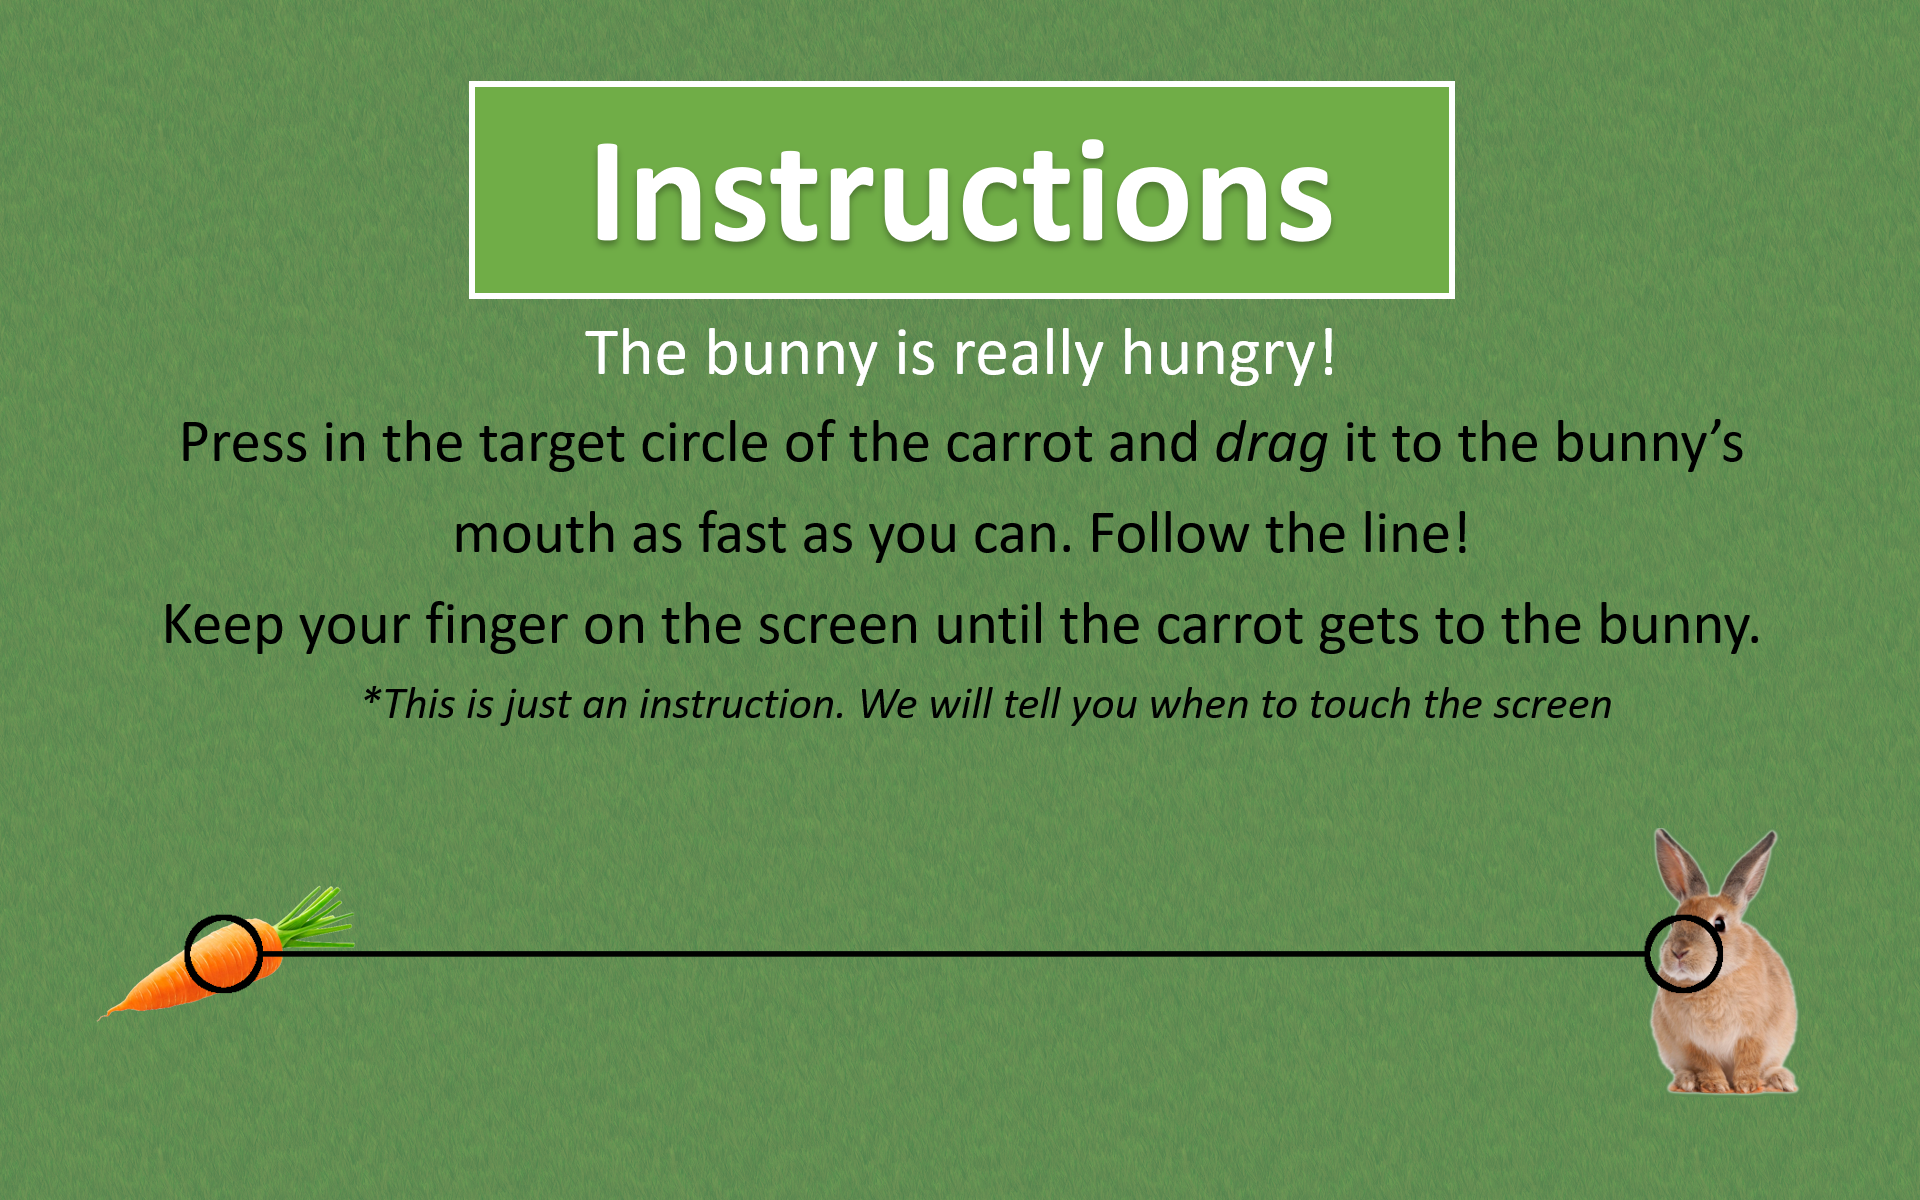 Instructions
The bunny is really hungry!
Press in the target circle of the carrot and drag it to the bunny’s
mouth as fast as you can. Follow the line!
Keep your finger on the screen until the carrot gets to the bunny.
*This is just an instruction. We will tell you when to touch the screen